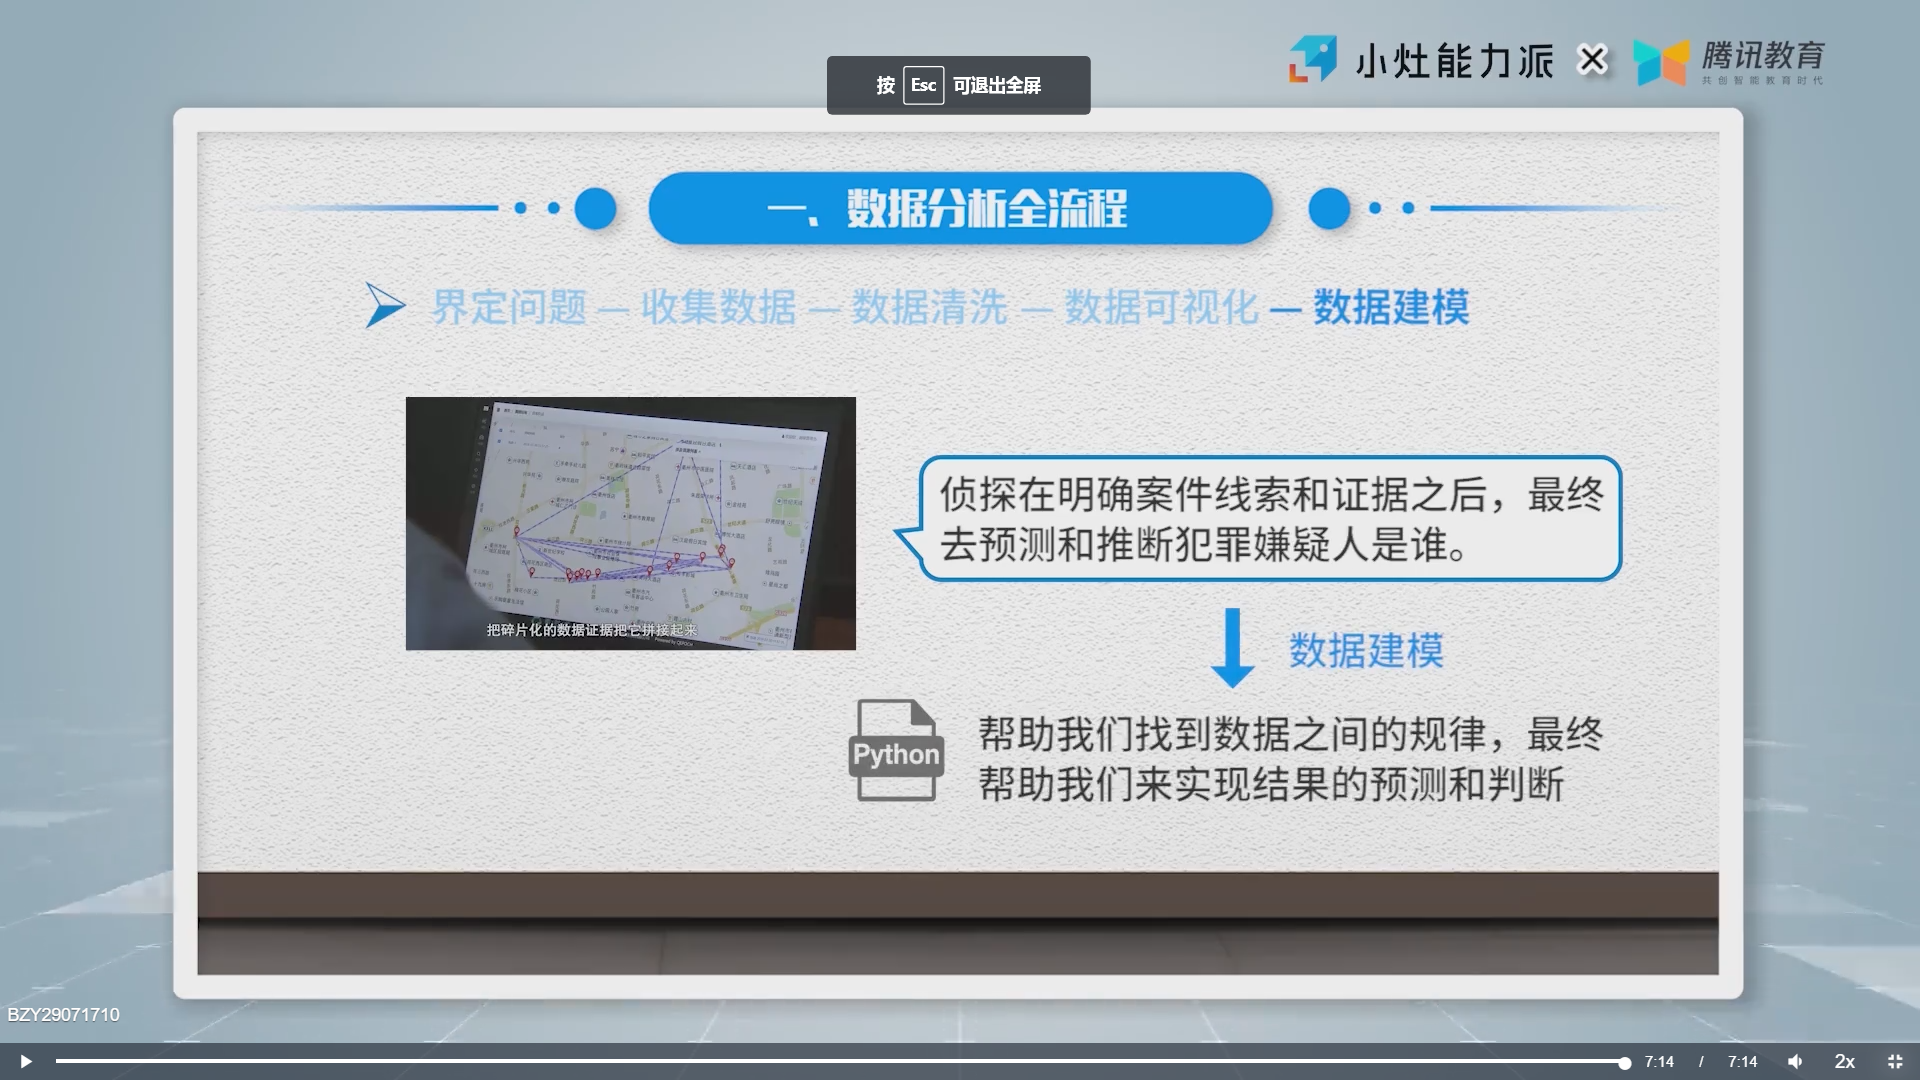 小灶能力派
腾讯教育
共创智能教育时代
按 Esc 可退出全屏
一、数据分析全流程
界定问题 — 收集数据 — 数据清洗 — 数据可视化 — 数据建模
侦探在明确案件线索和证据之后，最终
去预测和推断犯罪嫌疑人是谁。
把碎片化的数据证据把它拼接起来
数据建模
Python
帮助我们找到数据之间的规律，最终
帮助我们来实现结果的预测和判断
BZY29071710
7:14 / 7:14 2x